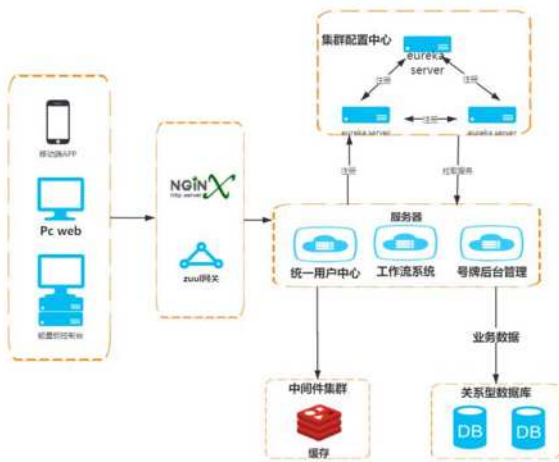 集群配置中心
eureka
server
注册
注册
注册
eureka server
eureka server
移动端APP
NGiNX
http server
注册
拉取服务
Pc web
服务器
zuul网关
统一用户中心
工作流系统
号牌后台管理
业务数据
中间件集群
关系型数据库
缓存
DB
DB